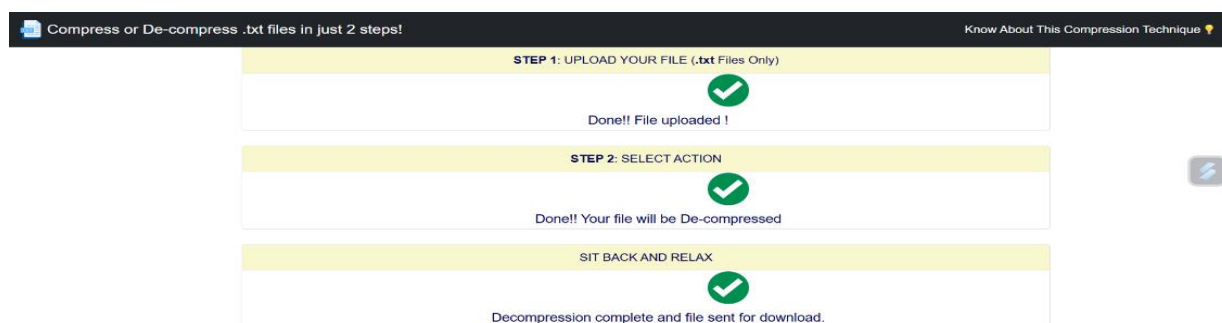 Compress or De-compress .txt files in just 2 steps!
Know About This Compression Technique
STEP 1: UPLOAD YOUR FILE (.txt Files Only)
Done!! File uploaded !
STEP 2: SELECT ACTION
Done!! Your file will be De-compressed
SIT BACK AND RELAX
Decompression complete and file sent for download.